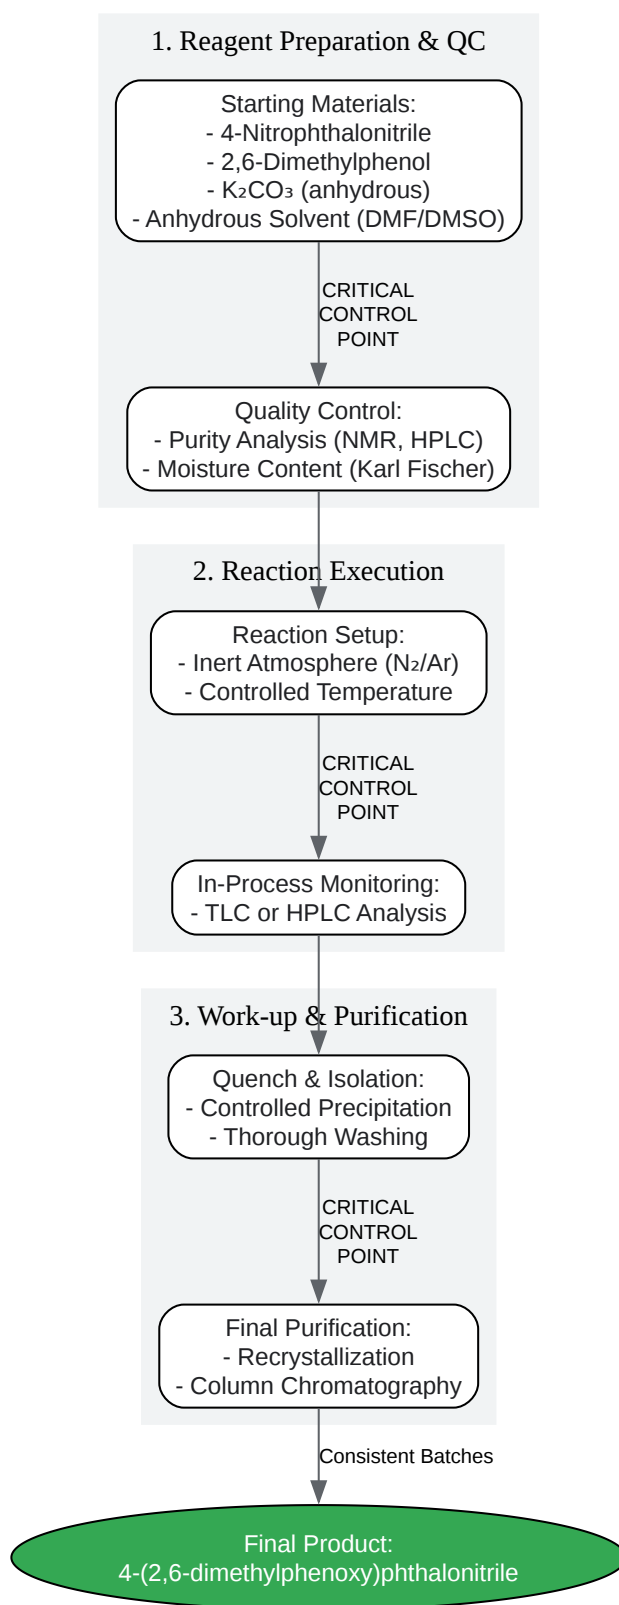 1. Reagent Preparation & QC
Starting Materials:
- 4-Nitrophthalonitrile
- 2,6-Dimethylphenol
- K₂CO₃ (anhydrous)
- Anhydrous Solvent (DMF/DMSO)
CRITICAL
CONTROL
POINT
Quality Control:
- Purity Analysis (NMR, HPLC)
- Moisture Content (Karl Fischer)
2. Reaction Execution
Reaction Setup:
- Inert Atmosphere (N₂/Ar)
- Controlled Temperature
CRITICAL
CONTROL
POINT
In-Process Monitoring:
- TLC or HPLC Analysis
3. Work-up & Purification
Quench & Isolation:
- Controlled Precipitation
- Thorough Washing
CRITICAL
CONTROL
POINT
Final Purification:
- Recrystallization
- Column Chromatography
Consistent Batches
Final Product:
4-(2,6-dimethylphenoxy)phthalonitrile